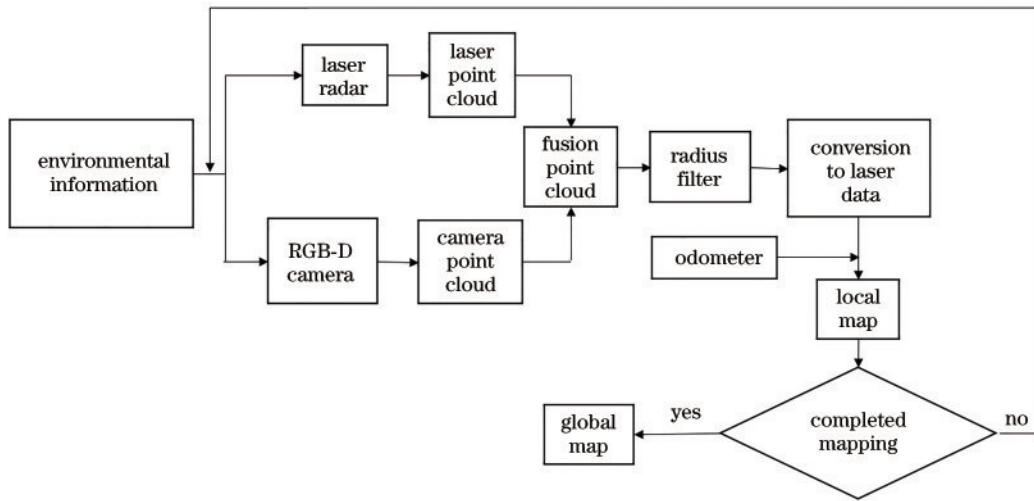 environmental
information
laser
radar
laser
point
cloud
RGB-D
camera
camera
point
cloud
fusion
point
cloud
radius
filter
conversion
to laser
data
odometer
local
map
completed
mapping
yes
no
global
map